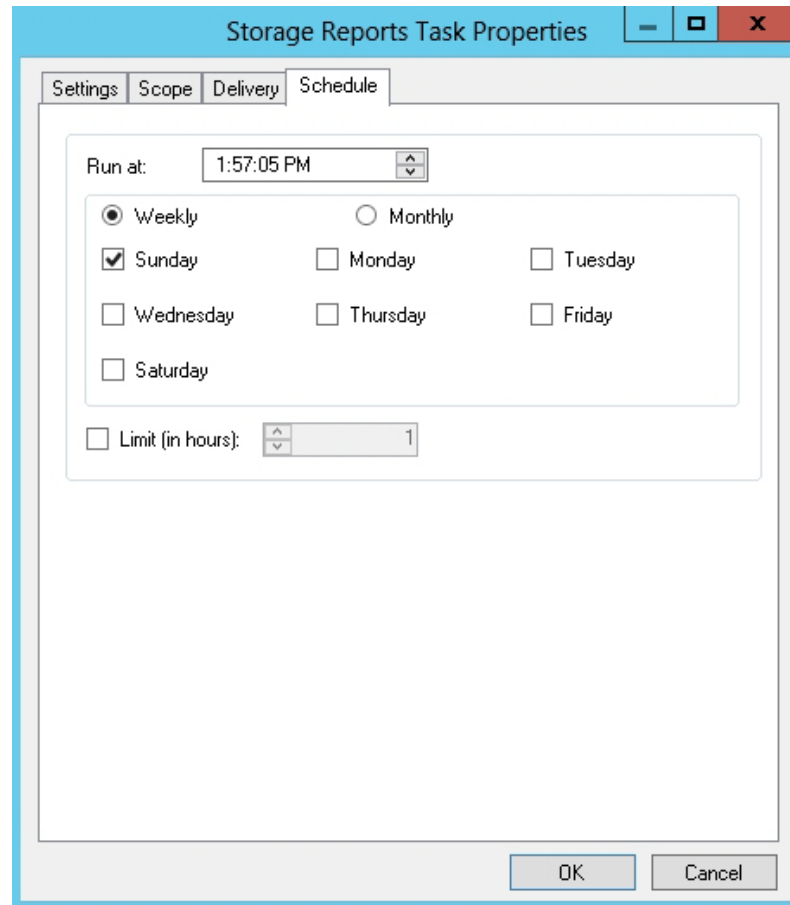 Storage Reports Task Properties
Settings Scope Delivery Schedule
Run at: 1:57:05 PM
Weekly Monthly
Sunday Monday Tuesday
Wednesday Thursday Friday
Saturday
Limit (in hours): 1
OK Cancel